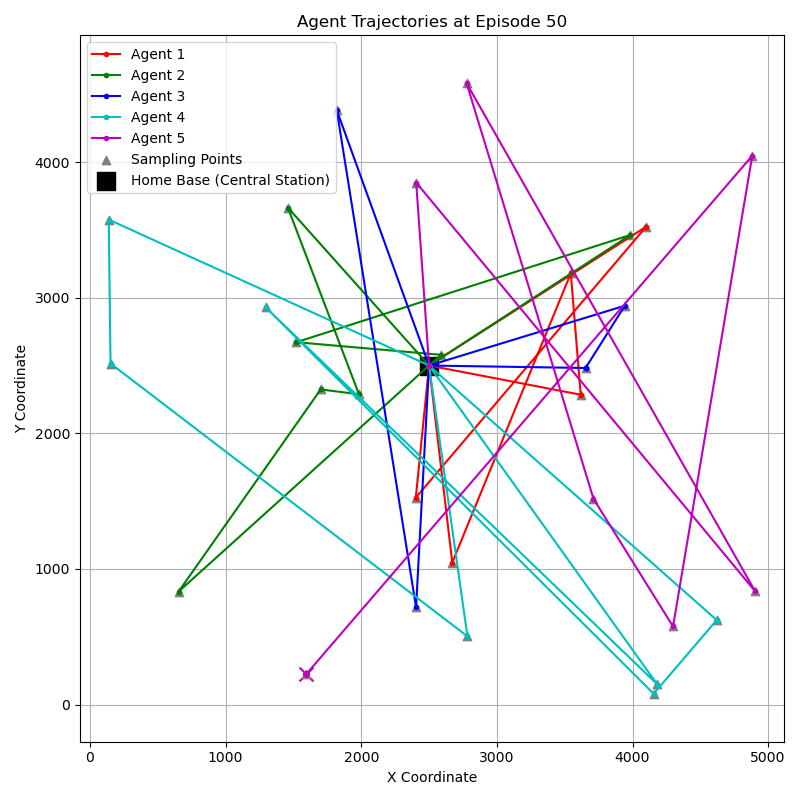 Agent Trajectories at Episode 50
Agent 1
Agent 2
Agent 3
Agent 4
Agent 5
Sampling Points
Home Base (Central Station)
Y Coordinate
4000
3000
2000
1000
0
0 1000 2000 3000 4000 5000
X Coordinate